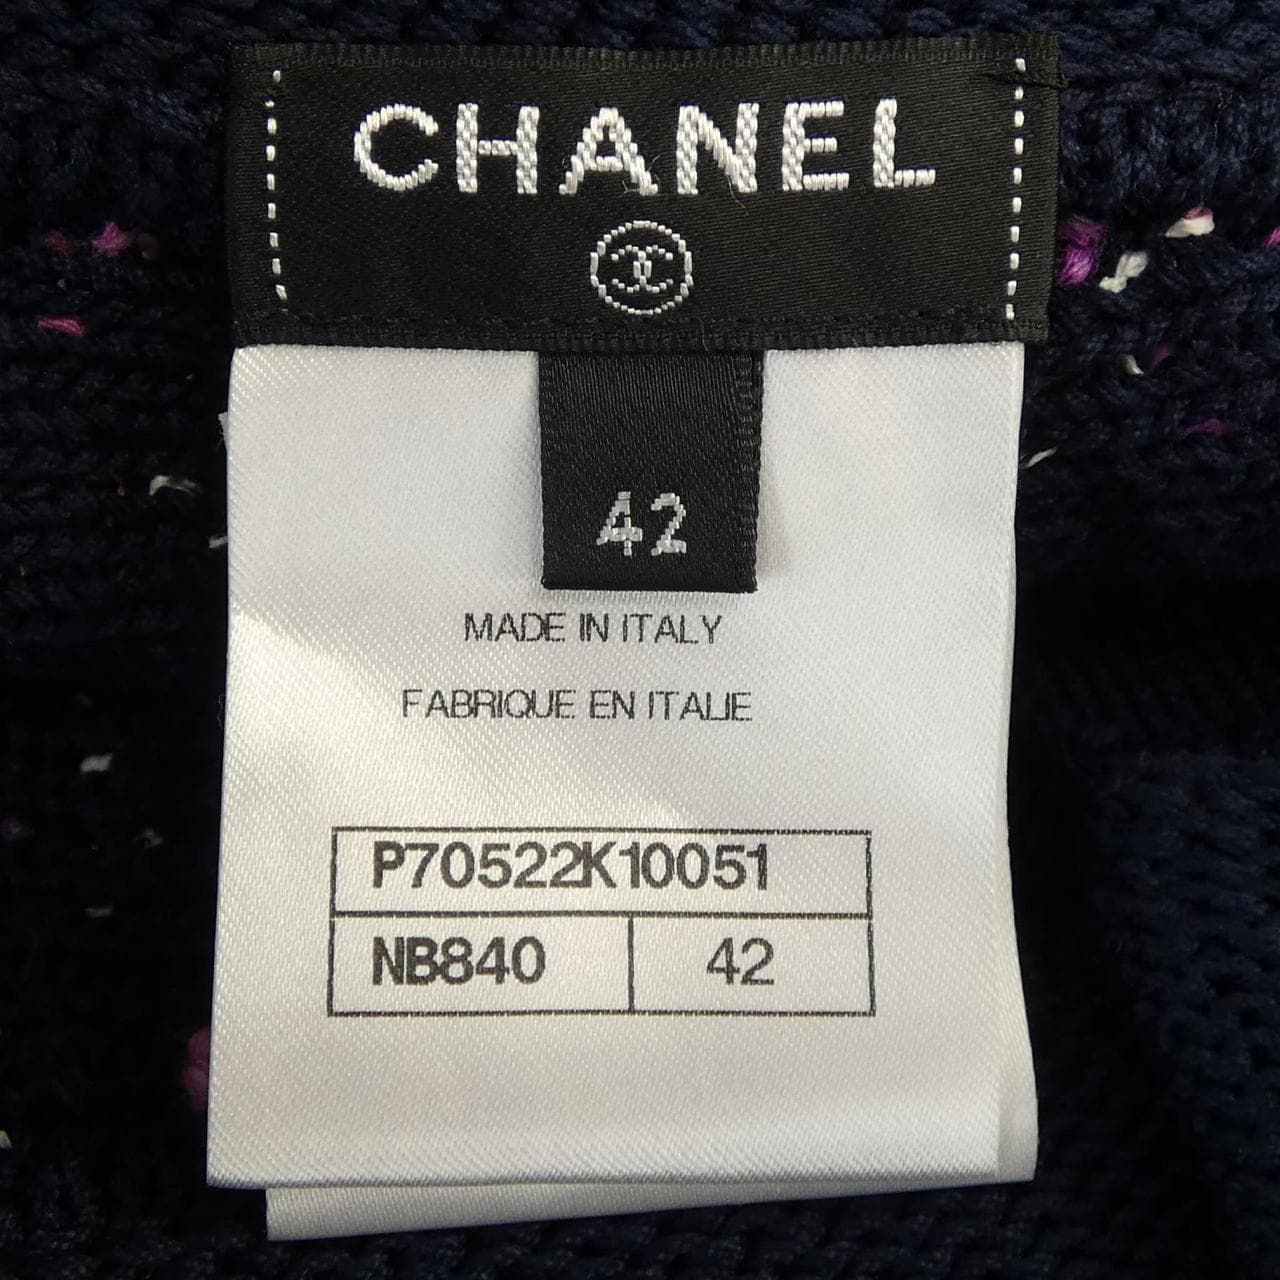 CHANEL
42
MADE IN ITALY
FABRIQUE EN ITALIE
P70522K10051
NB840 42